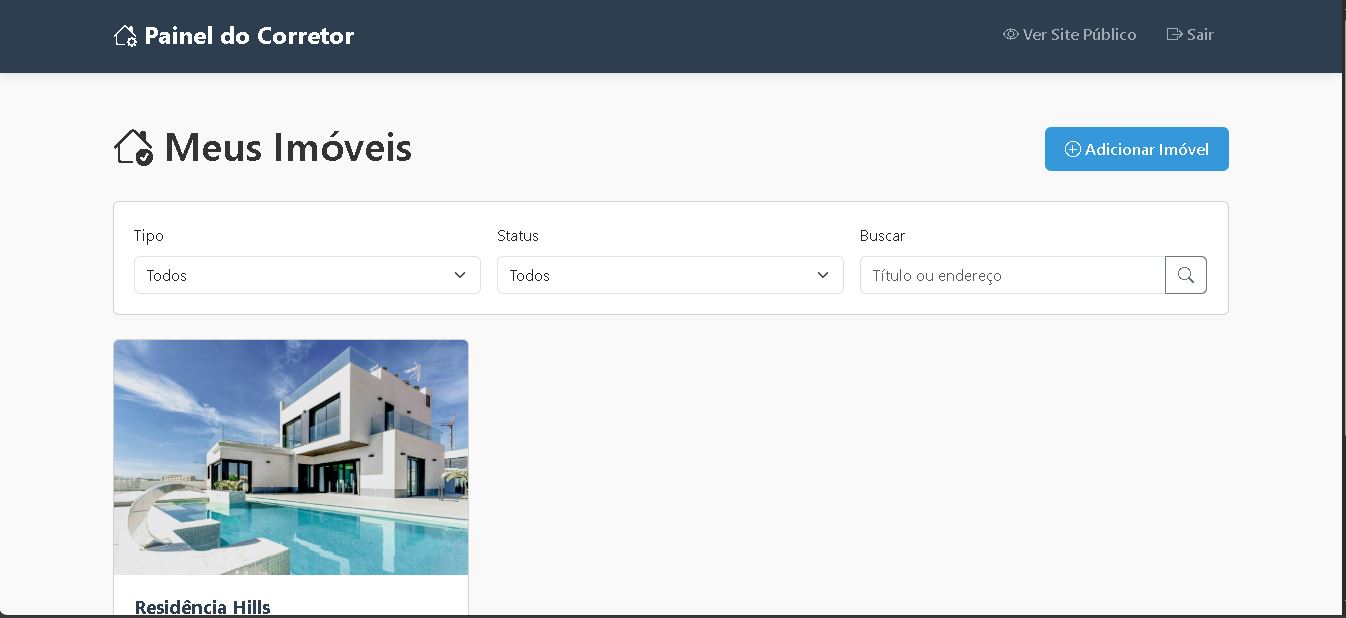 Painel do Corretor
Ver Site Público
Sair
Meus Imóveis
Adicionar Imóvel
Tipo
Status
Buscar
Todos
Todos
Título ou endereço
Residência Hills